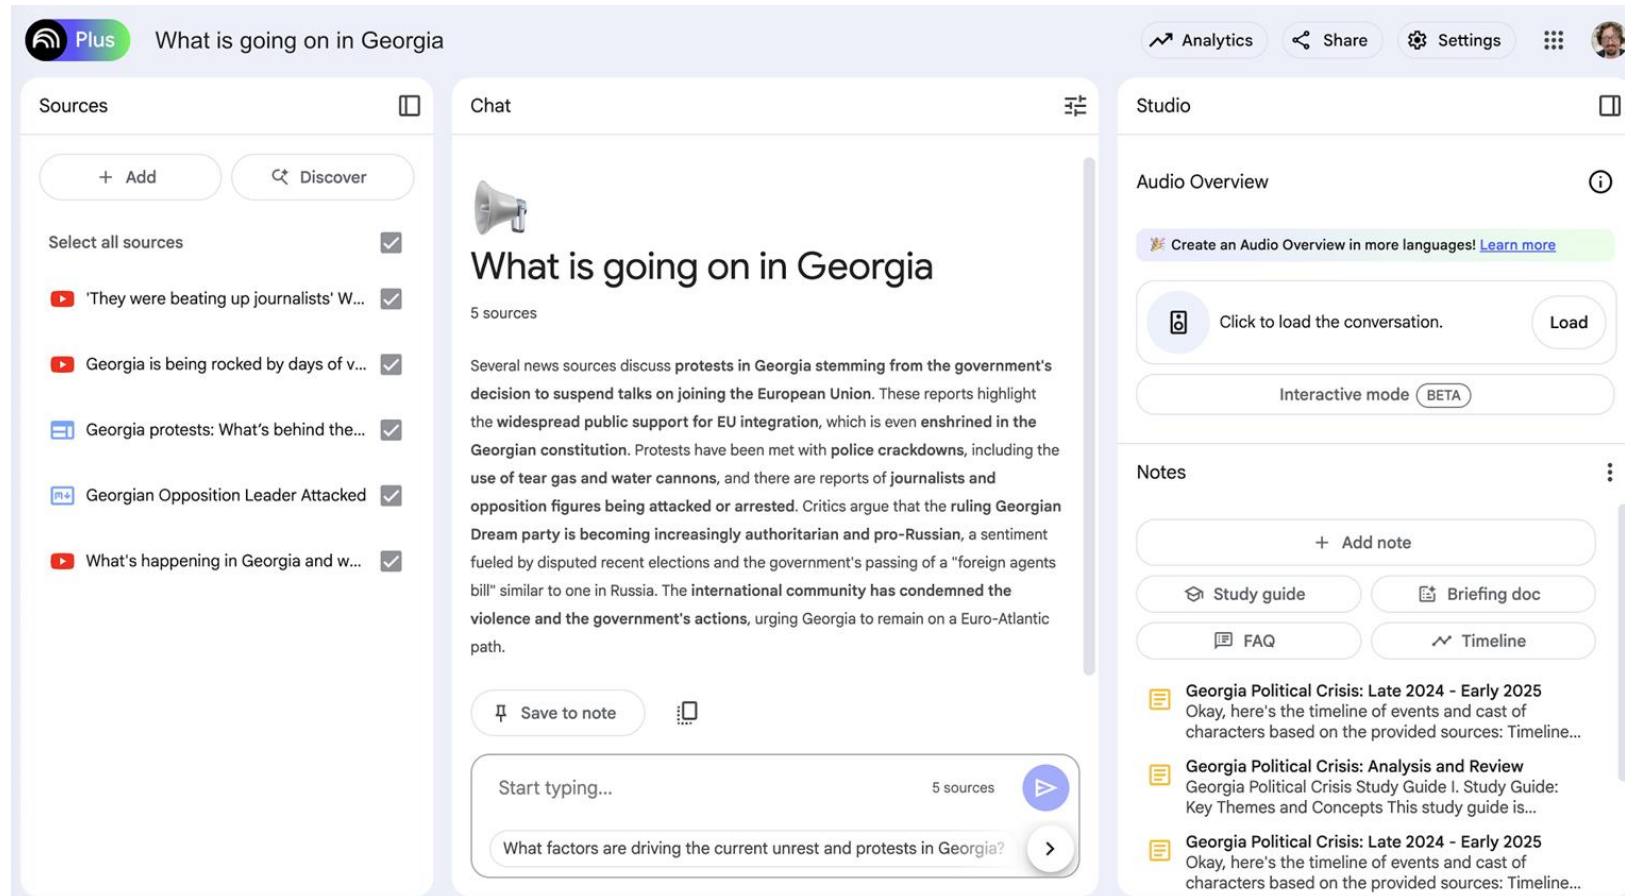 Plus
What is going on in Georgia
Analytics
Share
Settings
Sources
+ Add
Discover
Select all sources
'They were beating up journalists' W...
Georgia is being rocked by days of v...
Georgia protests: What's behind the...
Georgian Opposition Leader Attacked
What's happening in Georgia and w...
Chat
What is going on in Georgia
5 sources
Several news sources discuss protests in Georgia stemming from the government's
decision to suspend talks on joining the European Union. These reports highlight
the widespread public support for EU integration, which is even enshrined in the
Georgian constitution. Protests have been met with police crackdowns, including the
use of tear gas and water cannons, and there are reports of journalists and
opposition figures being attacked or arrested. Critics argue that the ruling Georgian
Dream party is becoming increasingly authoritarian and pro-Russian, a sentiment
fueled by disputed recent elections and the government's passing of a "foreign agents
bill" similar to one in Russia. The international community has condemned the
violence and the government's actions, urging Georgia to remain on a Euro-Atlantic
path.
Save to note
Start typing...
5 sources
What factors are driving the current unrest and protests in Georgia?
Studio
Audio Overview
Create an Audio Overview in more languages! Learn more
Click to load the conversation.
Load
Interactive mode BETA
Notes
+ Add note
Study guide
Briefing doc
FAQ
Timeline
Georgia Political Crisis: Late 2024 - Early 2025
Okay, here's the timeline of events and cast of
characters based on the provided sources: Timeline...
Georgia Political Crisis: Analysis and Review
Georgia Political Crisis Study Guide I. Study Guide:
Key Themes and Concepts This study guide is...
Georgia Political Crisis: Late 2024 - Early 2025
Okay, here's the timeline of events and cast of
characters based on the provided sources: Timeline...